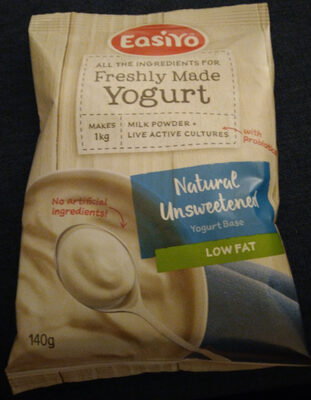 EasiYo
ALL THE INGREDIENTS FOR
Freshly Made
Yogurt
MAKES
1kg
MILK POWDER +
LIVE ACTIVE CULTURES
with
Probiotics
No artificial
ingredients!
Natural
Unsweetened
Yogurt Base
LOW FAT
140g